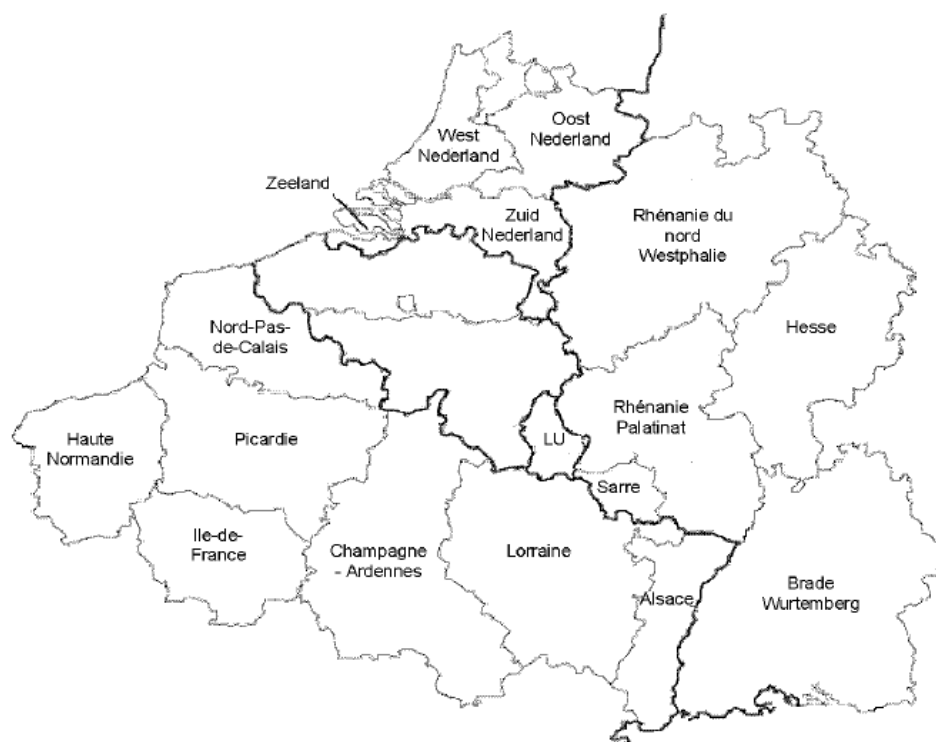 Oost
Nederland
West
Nederland
Zeeland
Zuid
Nederland
Rhénanie du
nord
Westphalie
Nord-Pas-
de-Calais
Hesse
Rhénanie
Palatinat
Haute
Normandie
Picardie
LU
Sarre
Ile-de-
France
Champagne
- Ardennes
Lorraine
Alsace
Brade
Wurtemberg